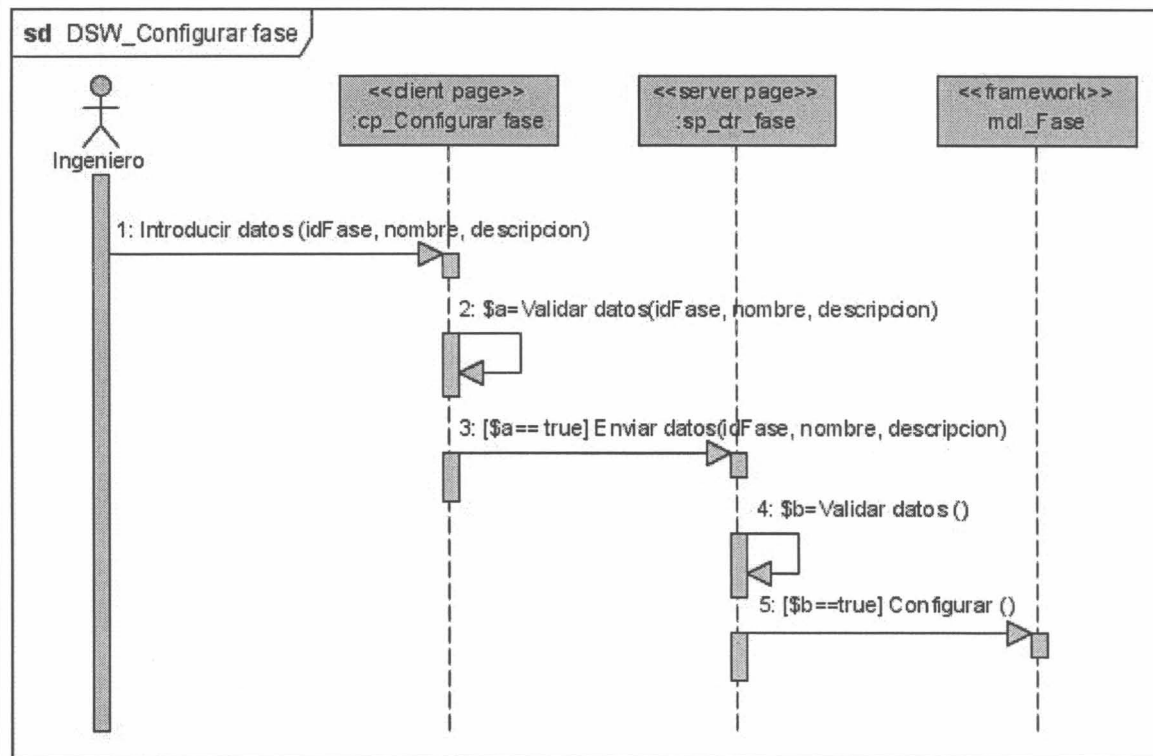 sd DSW_Configurar fase
Ingeniero
<<client page>>
:cp_Configurar fase
<<server page>>
:sp_ctr_fase
<<framework>>
mdl_Fase
1: Introducir datos (idFase, nombre, descripcion)
2: $a=Validar datos(idFase, nombre, descripcion)
3: [$a== true] Enviar datos(idFase, nombre, descripcion)
4: $b=Validar datos ()
5: [$b==true] Configurar ()